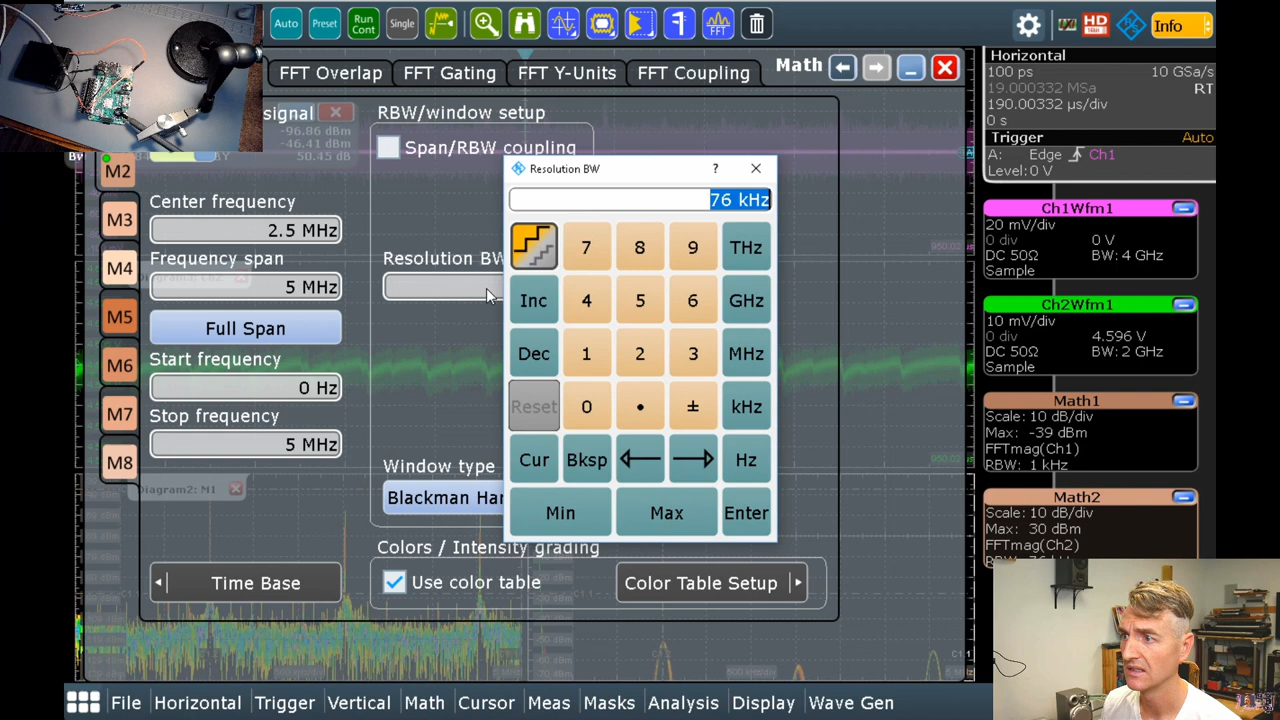 Auto
Preset
Run
Cont
Single
FFT
HD
16bit
Info
FFT Overlap
FFT Gating
FFT Y-Units
FFT Coupling
Math
signal
-96.86 dBm
-46.41 dBm
50.45 dB
M2
M3
M4
M5
M6
M7
M8
Center frequency
2.5 MHz
Frequency span
5 MHz
Full Span
Start frequency
0 Hz
Stop frequency
5 MHz
Diagram2: M1
Time Base
RBW/window setup
Span/RBW coupling
Resolution BW
Window type
Blackman Har
Colors / Intensity grading
Use color table
Color Table Setup
Resolution BW
?
76 kHz
7 8 9 THz
Inc 4 5 6 GHz
Dec 1 2 3 MHz
Reset 0 . ± kHz
Cur Bksp Hz
Min Max Enter
Horizontal
100 ps 10 GSa/s
19.000332 MSa RT
190.00332 µs/div
0 s
Trigger Auto
A: Edge Ch1
Level: 0 V
Ch1Wfm1
20 mV/div
0 div 0 V
DC 50Ω BW: 4 GHz
Sample
Ch2Wfm1
10 mV/div
0 div 4.596 V
DC 50Ω BW: 2 GHz
Sample
Math1
Scale: 10 dB/div
Max: -39 dBm
FFTmag(Ch1)
RBW: 1 kHz
Math2
Scale: 10 dB/div
Max: 30 dBm
FFTmag(Ch2)
File Horizontal Trigger Vertical Math Cursor Meas Masks Analysis Display Wave Gen